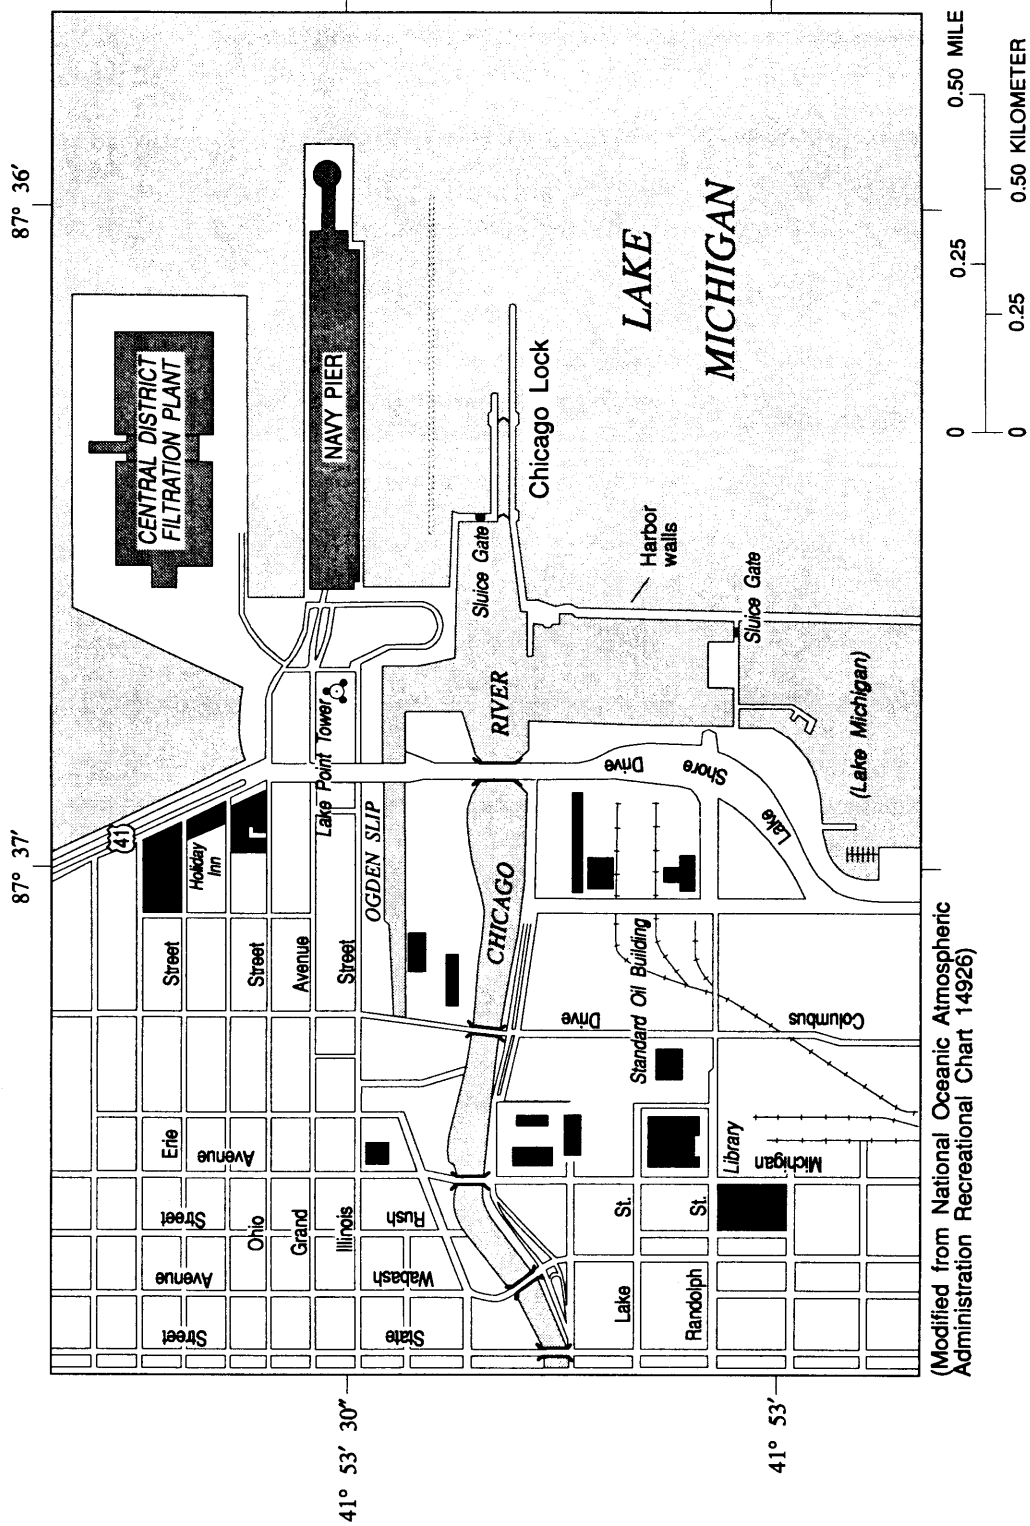 87° 37'
87° 36'
41° 53' 30"
41° 53'
CENTRAL DISTRICT
FILTRATION PLANT
NAVY PIER
41
Holiday
Inn
Lake Point Tower
OGDEN SLIP
Erie
Street
Ohio
Street
Grand
Avenue
Illinois
Street
State
Street
Wabash
Avenue
Rush
Street
Michigan
Avenue
CHICAGO
RIVER
Sluice Gate
Chicago Lock
LAKE
MICHIGAN
Harbor
walls
Sluice Gate
(Lake Michigan)
Lake
Shore
Drive
Columbus
Drive
Standard Oil Building
Library
Lake
St.
Randolph
St.
(Modified from National Oceanic Atmospheric
Administration Recreational Chart 14926)
0
0.25
0.50 MILE
0
0.25
0.50 KILOMETER